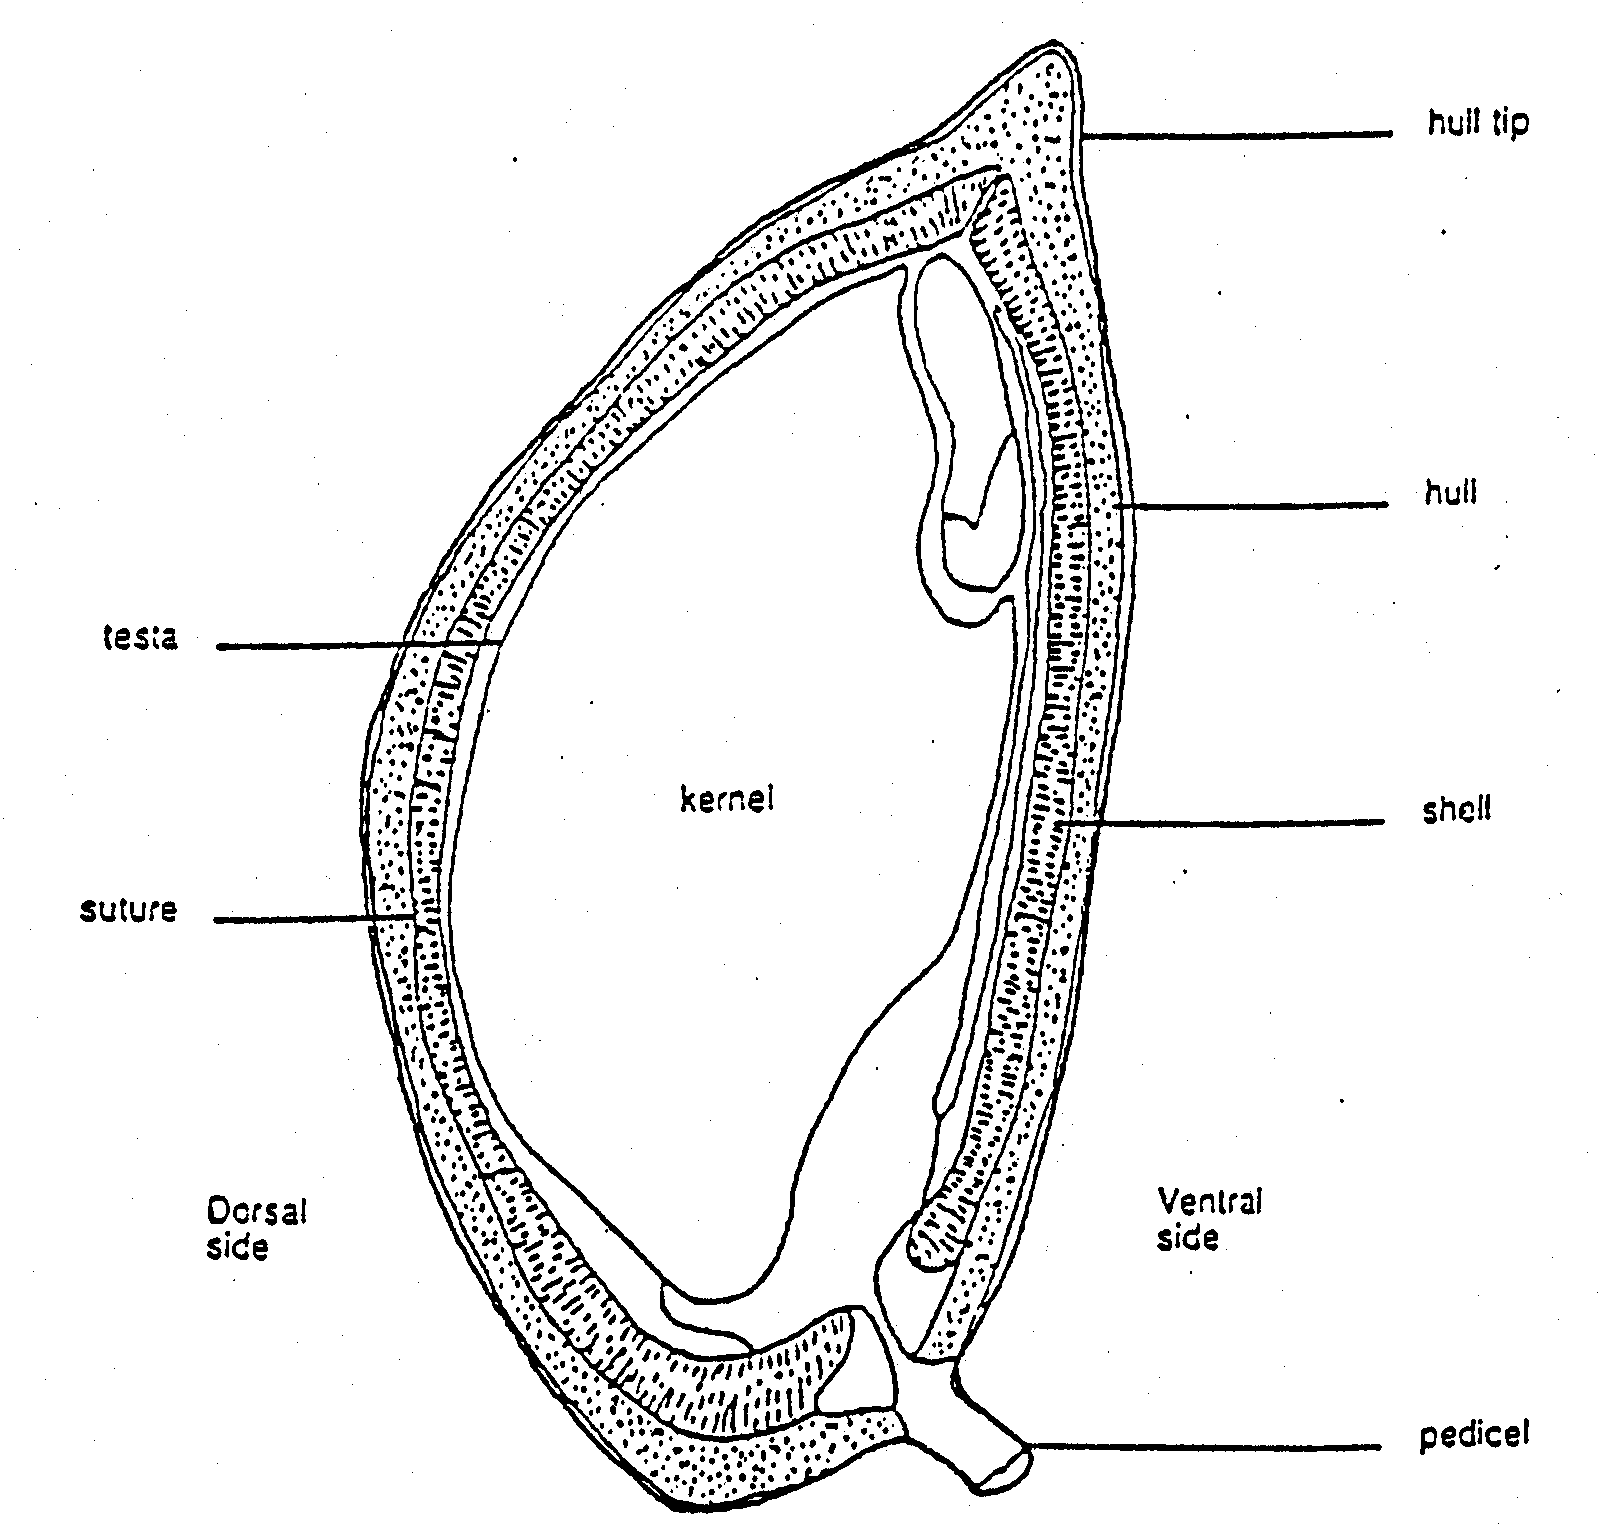 hull tip
hull
testa
kernel
shell
suture
Dorsal
side
Ventral
side
pedicel